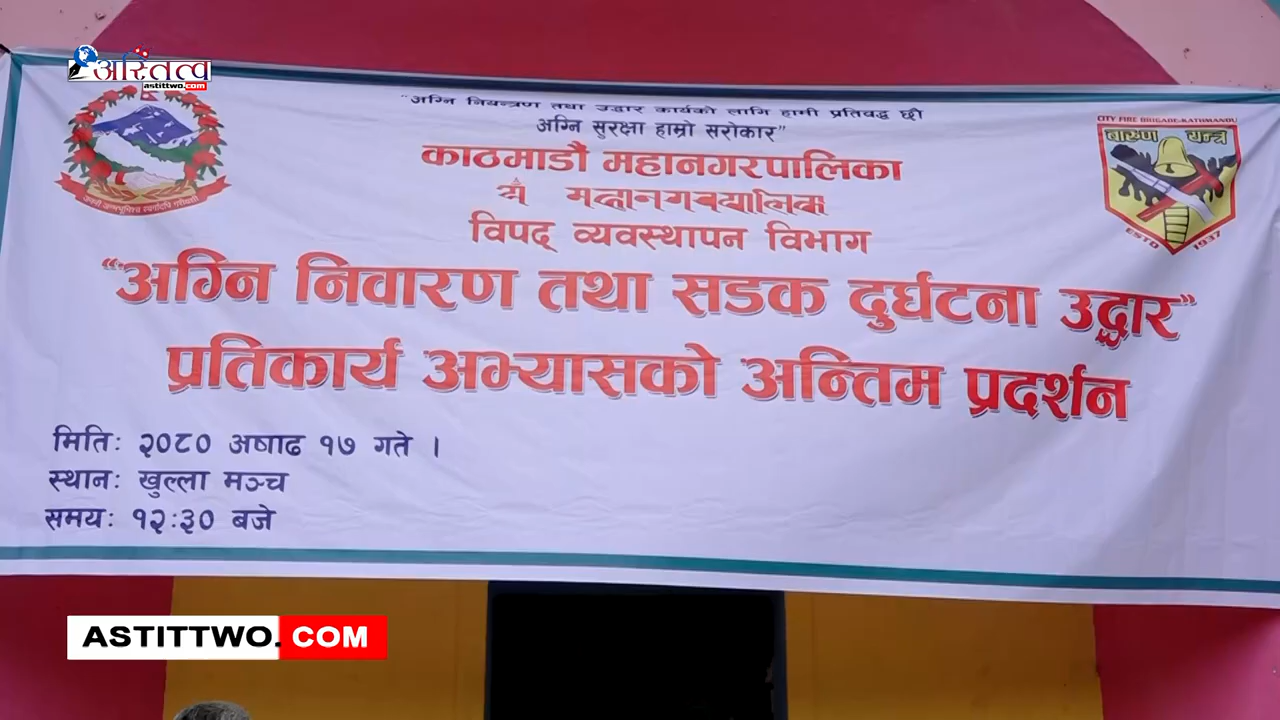 अस्तित्व
astittwo.com
"अग्नि नियन्त्रण तथा उद्धार कार्यको लागि हामी प्रतिवद्ध छौं
अग्नि सुरक्षा हाम्रो सरोकार"
काठमाडौं महानगरपालिका
विपद् व्यवस्थापन विभाग
"अग्नि निवारण तथा सडक दुर्घटना उद्धार"
प्रतिकार्य अभ्यासको अन्तिम प्रदर्शन
मितिः २०८० अषाढ १७ गते ।
स्थानः खुल्ला मञ्च
समयः १२:३० बजे
CITY FIRE BRIGADE-KATHMANDU
बारुण यन्त्र
ESTD 1937
ASTITTWO.COM